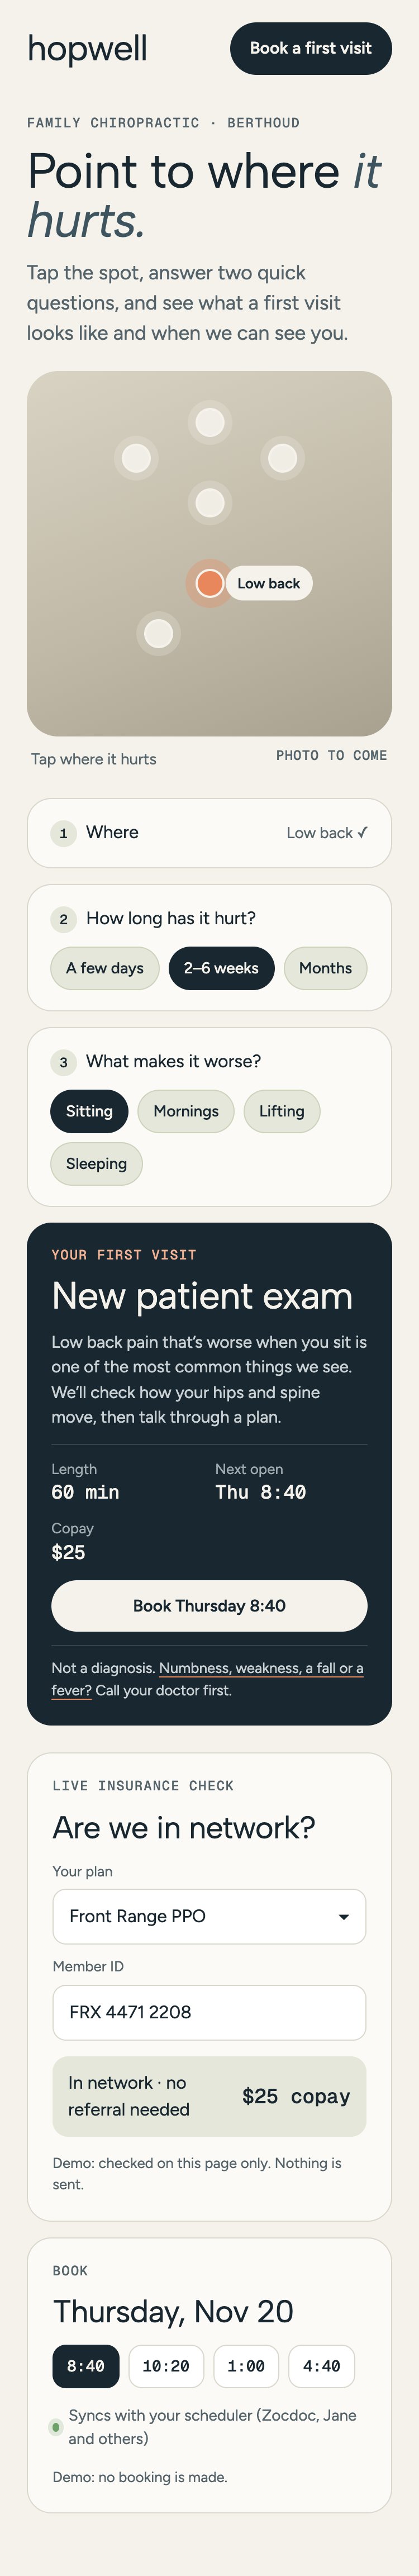 hopwell
Book a first visit
FAMILY CHIROPRACTIC · BERTHOUD
Point to where it
hurts.
Tap the spot, answer two quick
questions, and see what a first visit
looks like and when we can see you.
Low back
Tap where it hurts
PHOTO TO COME
1 Where
Low back ✓
2 How long has it hurt?
A few days
2–6 weeks
Months
3 What makes it worse?
Sitting
Mornings
Lifting
Sleeping
YOUR FIRST VISIT
New patient exam
Low back pain that’s worse when you sit is
one of the most common things we see.
We’ll check how your hips and spine
move, then talk through a plan.
Length
60 min
Next open
Thu 8:40
Copay
$25
Book Thursday 8:40
Not a diagnosis. Numbness, weakness, a fall or a
fever? Call your doctor first.
LIVE INSURANCE CHECK
Are we in network?
Your plan
Front Range PPO
Member ID
FRX 4471 2208
In network · no
referral needed
$25 copay
Demo: checked on this page only. Nothing is
sent.
BOOK
Thursday, Nov 20
8:40
10:20
1:00
4:40
Syncs with your scheduler (Zocdoc, Jane
and others)
Demo: no booking is made.